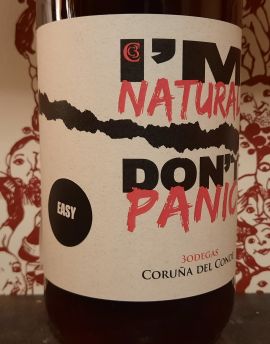 I'M
NATURAL
DON'T
PANIC
EASY
BODEGAS
CORUÑA DEL CONDE